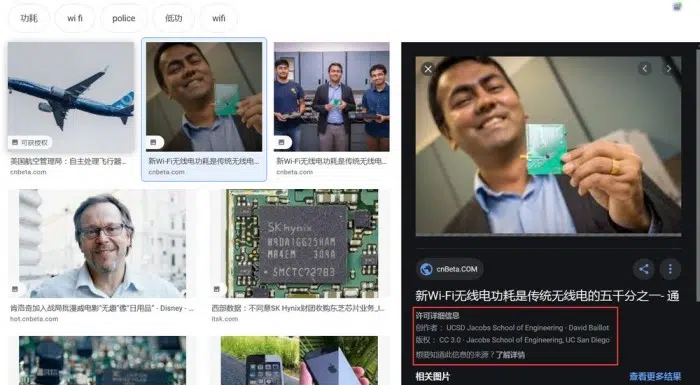 功耗
wi fi
police
低功
wifi
可获授权
英国航空管理局：自主处理飞行器...
cnbeta.com
新Wi-Fi无线电功耗是传统无线电...
cnbeta.com
新Wi-Fi无线电功耗是传统无线电...
cnbeta.com
SK hynix
肯洛奇加入战局批漫威电影"无趣"像"日用品" - Disney - ...
hot.cnbeta.com
西部数据：不同意SK Hynix财团收购东芝芯片业务_I...
itxk.com
cnBeta.COM
新Wi-Fi无线电功耗是传统无线电的五千分之一- 通
许可详细信息
创作者： UCSD Jacobs School of Engineering · David Baillot
版权： CC 3.0 · Jacobs School of Engineering, UC San Diego
想要知道此信息的来源？了解详情
相关图片
查看更多结果